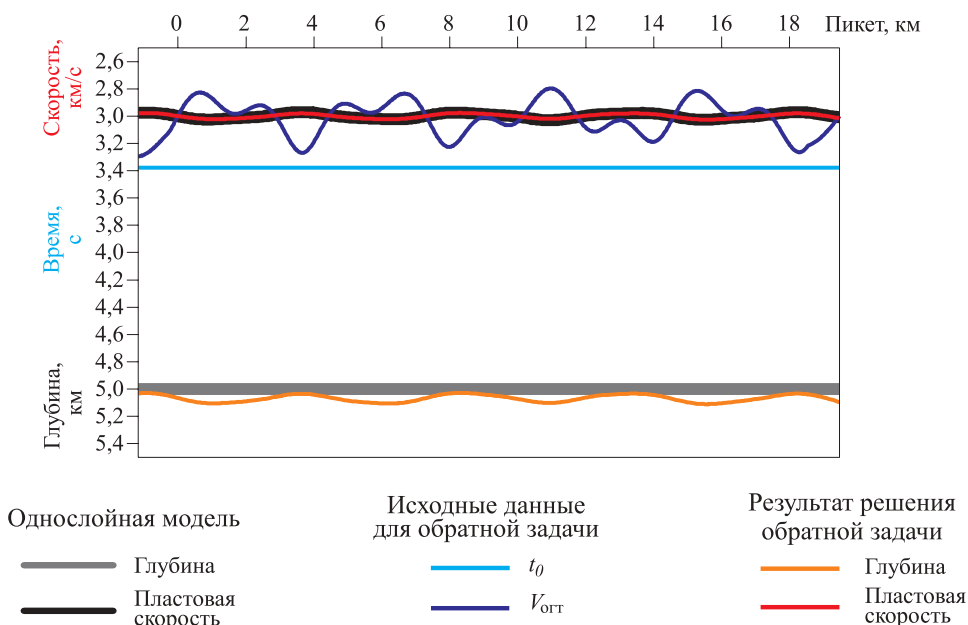 0 2 4 6 8 10 12 14 16 18 Пикет, км
Скорость,
км/с
2,6
2,8
3,0
3,2
3,4
3,6
Время,
с
3,8
4,0
4,2
4,4
4,6
4,8
Глубина,
км
5,0
5,2
5,4
Однослойная модель
Глубина
Пластовая
скорость
Исходные данные
для обратной задачи
t0
Vогт
Результат решения
обратной задачи
Глубина
Пластовая
скорость